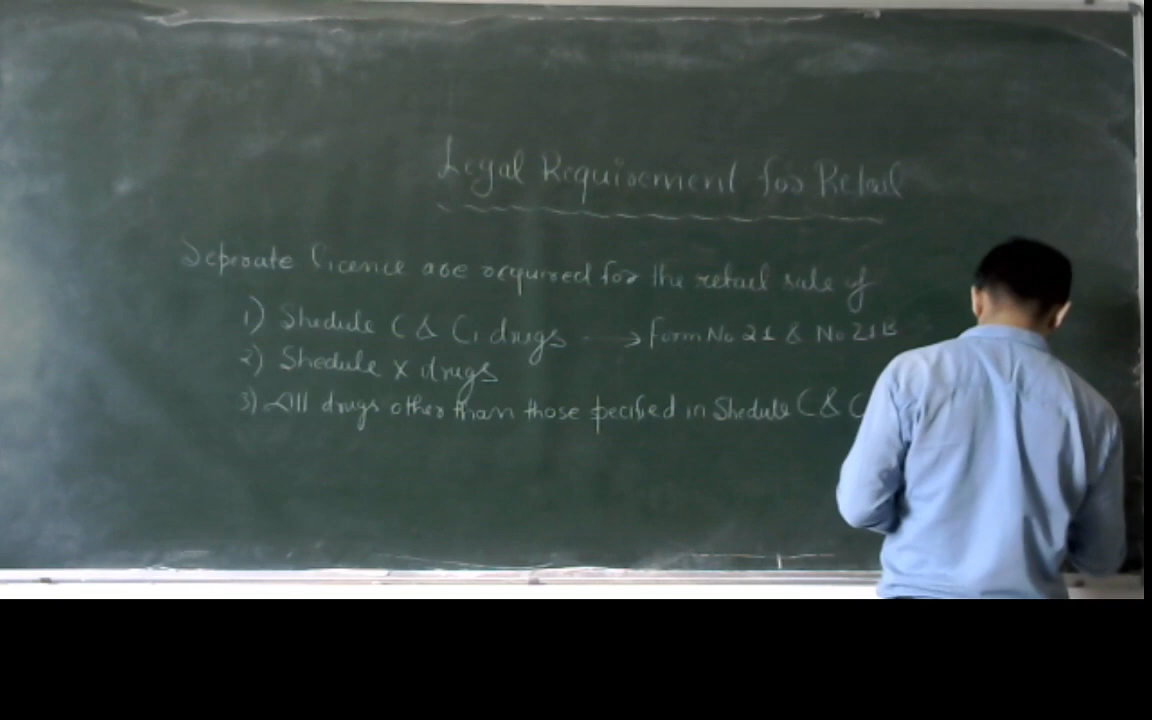 Legal Requirement for Retail
Seprate licence are required for the retail sale of
1) Shedule C & C1 drugs → Form No 21 & No 21B
2) Shedule X drugs
3) All drugs other than those specified in Shedule C & C